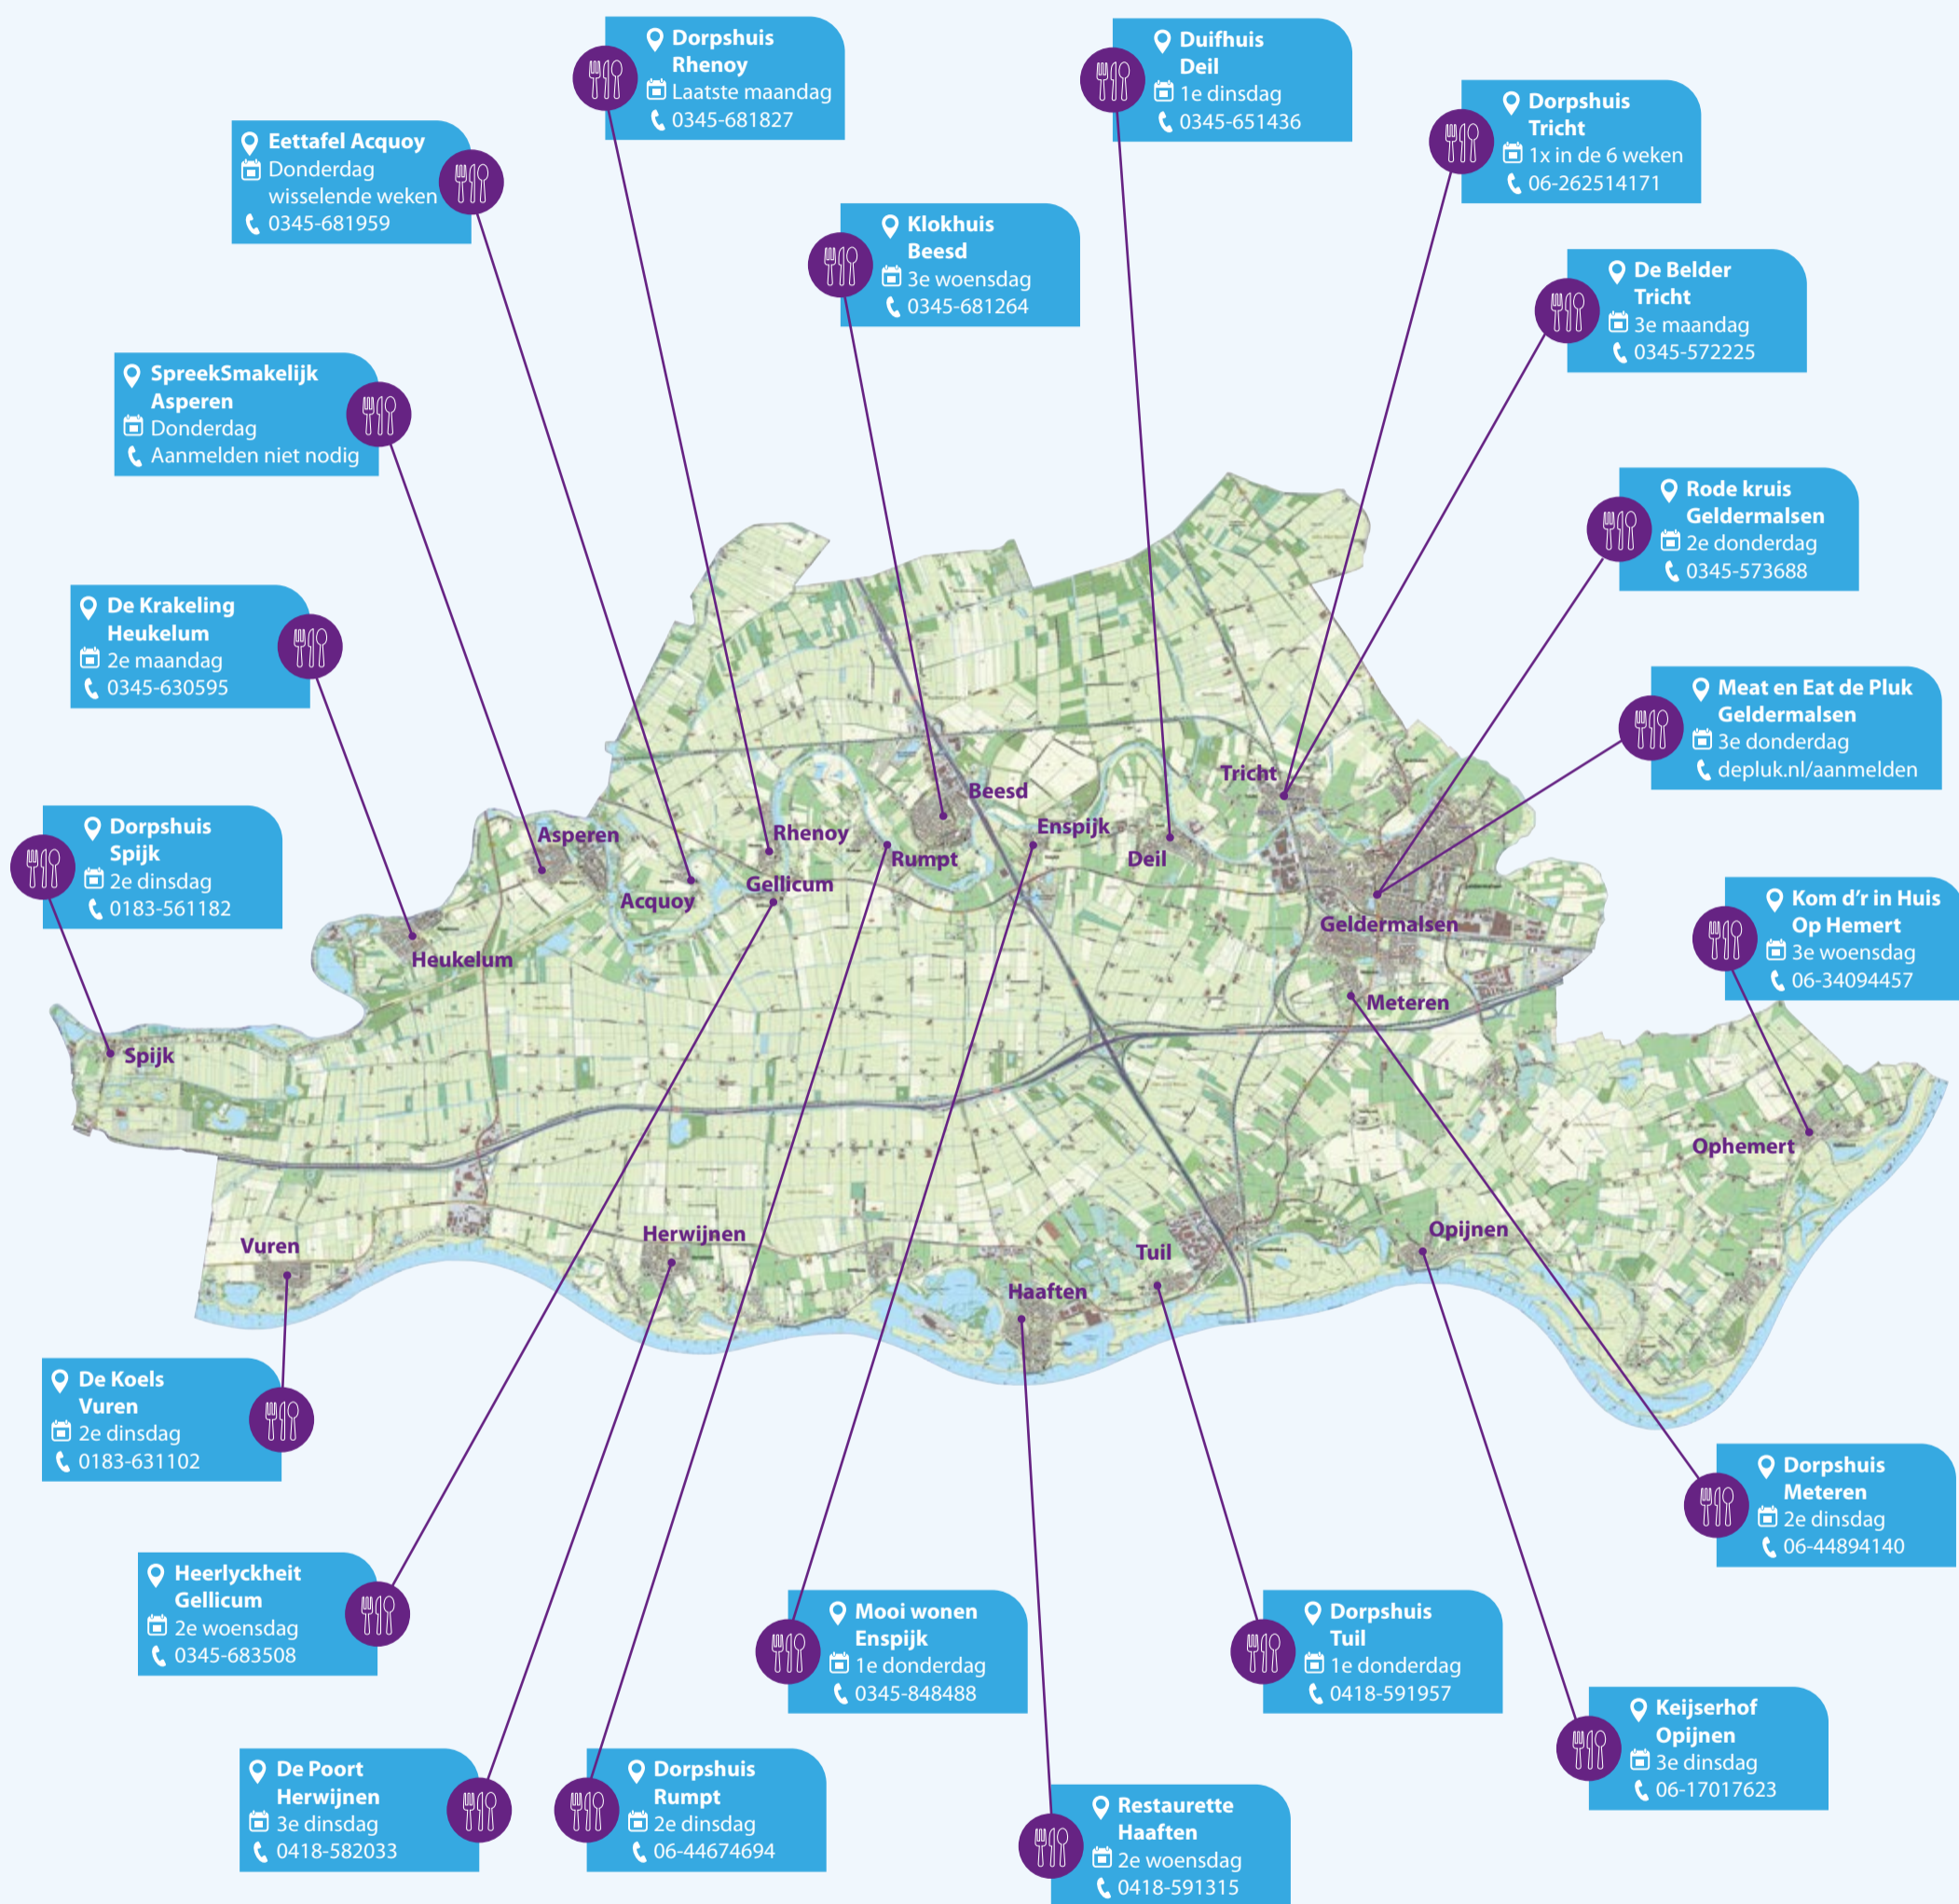 Dorpshuis
Rhenoy
Laatste maandag
0345-681827
Duifhuis
Deil
1e dinsdag
0345-651436
Dorpshuis
Tricht
1x in de 6 weken
06-262514171
Eettafel Acquoy
Donderdag
wisselende weken
0345-681959
Klokhuis
Beesd
3e woensdag
0345-681264
De Belder
Tricht
3e maandag
0345-572225
SpreekSmakelijk
Asperen
Donderdag
Aanmelden niet nodig
Rode kruis
Geldermalsen
2e donderdag
0345-573688
De Krakeling
Heukelum
2e maandag
0345-630595
Meat en Eat de Pluk
Geldermalsen
3e donderdag
depluk.nl/aanmelden
Dorpshuis
Spijk
2e dinsdag
0183-561182
Kom d’r in Huis
Op Hemert
3e woensdag
06-34094457
Tricht
Beesd
Enspijk
Asperen
Rhenoy
Rumpt
Deil
Gellicum
Acquoy
Geldermalsen
Heukelum
Meteren
Spijk
Ophemert
Opijnen
Herwijnen
Vuren
Tuil
Haaften
De Koels
Vuren
2e dinsdag
0183-631102
Dorpshuis
Meteren
2e dinsdag
06-44894140
Heerlyckheit
Gellicum
2e woensdag
0345-683508
Mooi wonen
Enspijk
1e donderdag
0345-848488
Dorpshuis
Tuil
1e donderdag
0418-591957
Keijserhof
Opijnen
3e dinsdag
06-17017623
De Poort
Herwijnen
3e dinsdag
0418-582033
Dorpshuis
Rumpt
2e dinsdag
06-44674694
Restaurette
Haaften
2e woensdag
0418-591315